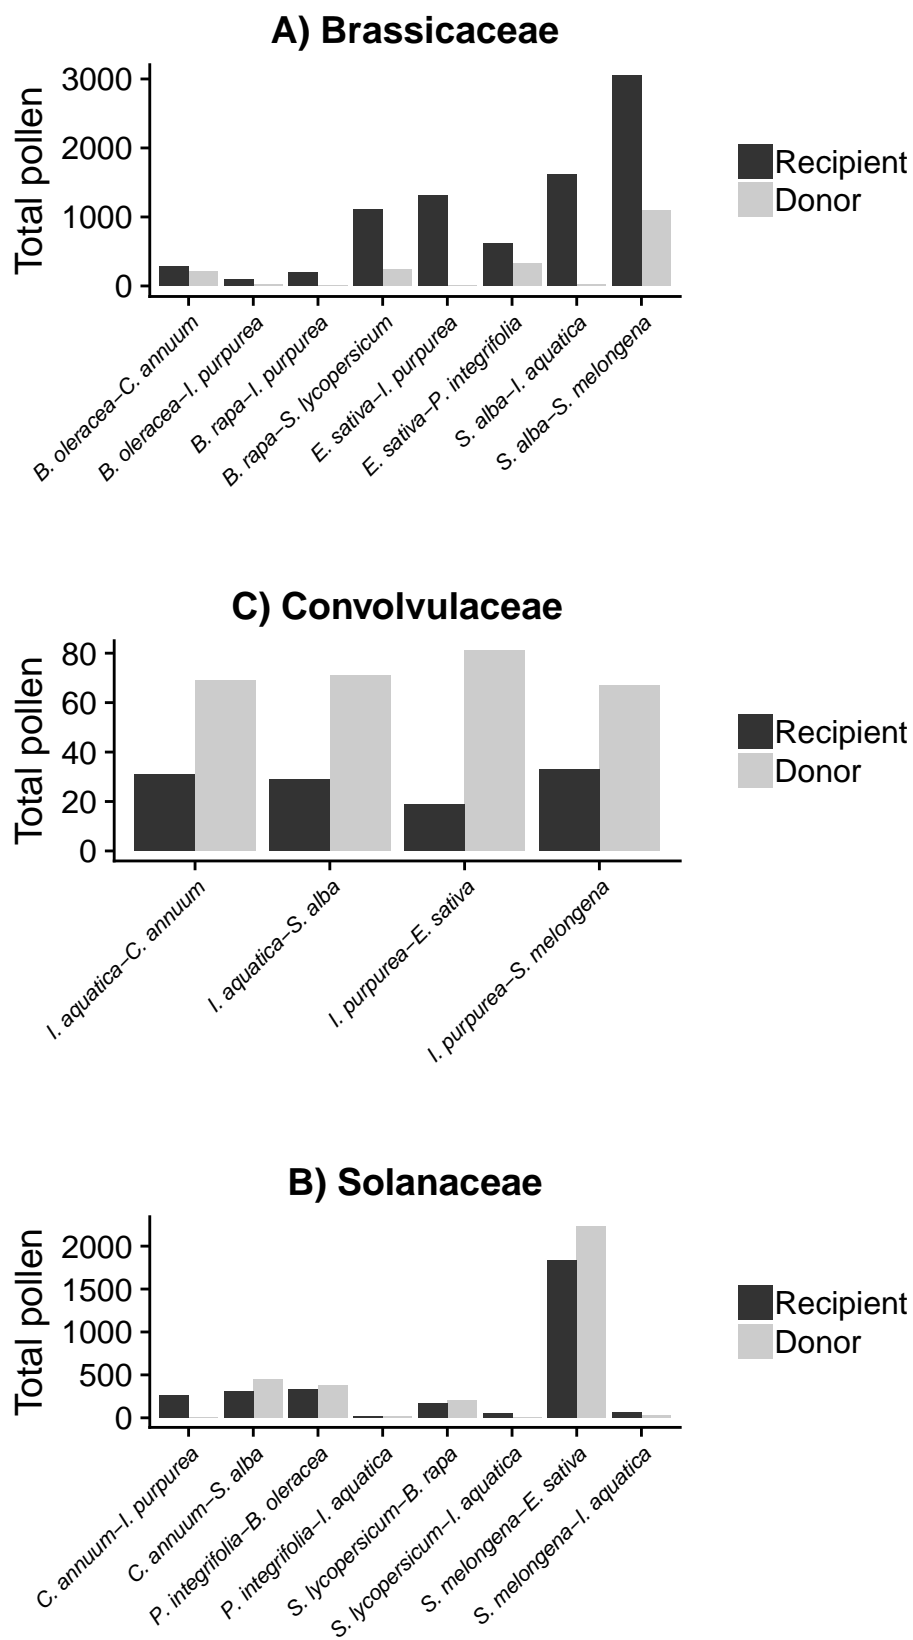 A) Brassicaceae
Total pollen
3000
2000
1000
0
B. oleracea−C. annuum
B. oleracea−I. purpurea
B. rapa−I. purpurea
B. rapa−S. lycopersicum
E. sativa−I. purpurea
E. sativa−P. integrifolia
S. alba−I. aquatica
S. alba−S. melongena
Recipient
Donor
C) Convolvulaceae
Total pollen
80
60
40
20
0
I. aquatica−C. annuum
I. aquatica−S. alba
I. purpurea−E. sativa
I. purpurea−S. melongena
Recipient
Donor
B) Solanaceae
Total pollen
2000
1500
1000
500
0
C. annuum−I. purpurea
C. annuum−S. alba
P. integrifolia−B. oleracea
P. integrifolia−I. aquatica
S. lycopersicum−B. rapa
S. lycopersicum−I. aquatica
S. melongena−E. sativa
S. melongena−I. aquatica
Recipient
Donor